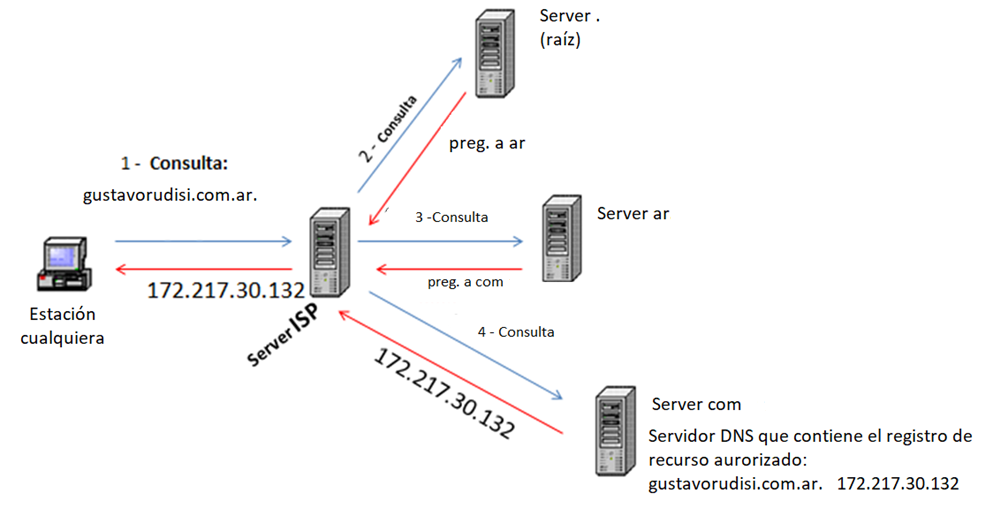 Server .
(raíz)
2 - Consulta
preg. a ar
1 - Consulta:
gustavorudisi.com.ar.
3 -Consulta
Server ar
preg. a com
172.217.30.132
Estación
cualquiera
Server ISP
4 - Consulta
172.217.30.132
Server com
Servidor DNS que contiene el registro de
recurso aurorizado:
gustavorudisi.com.ar. 172.217.30.132